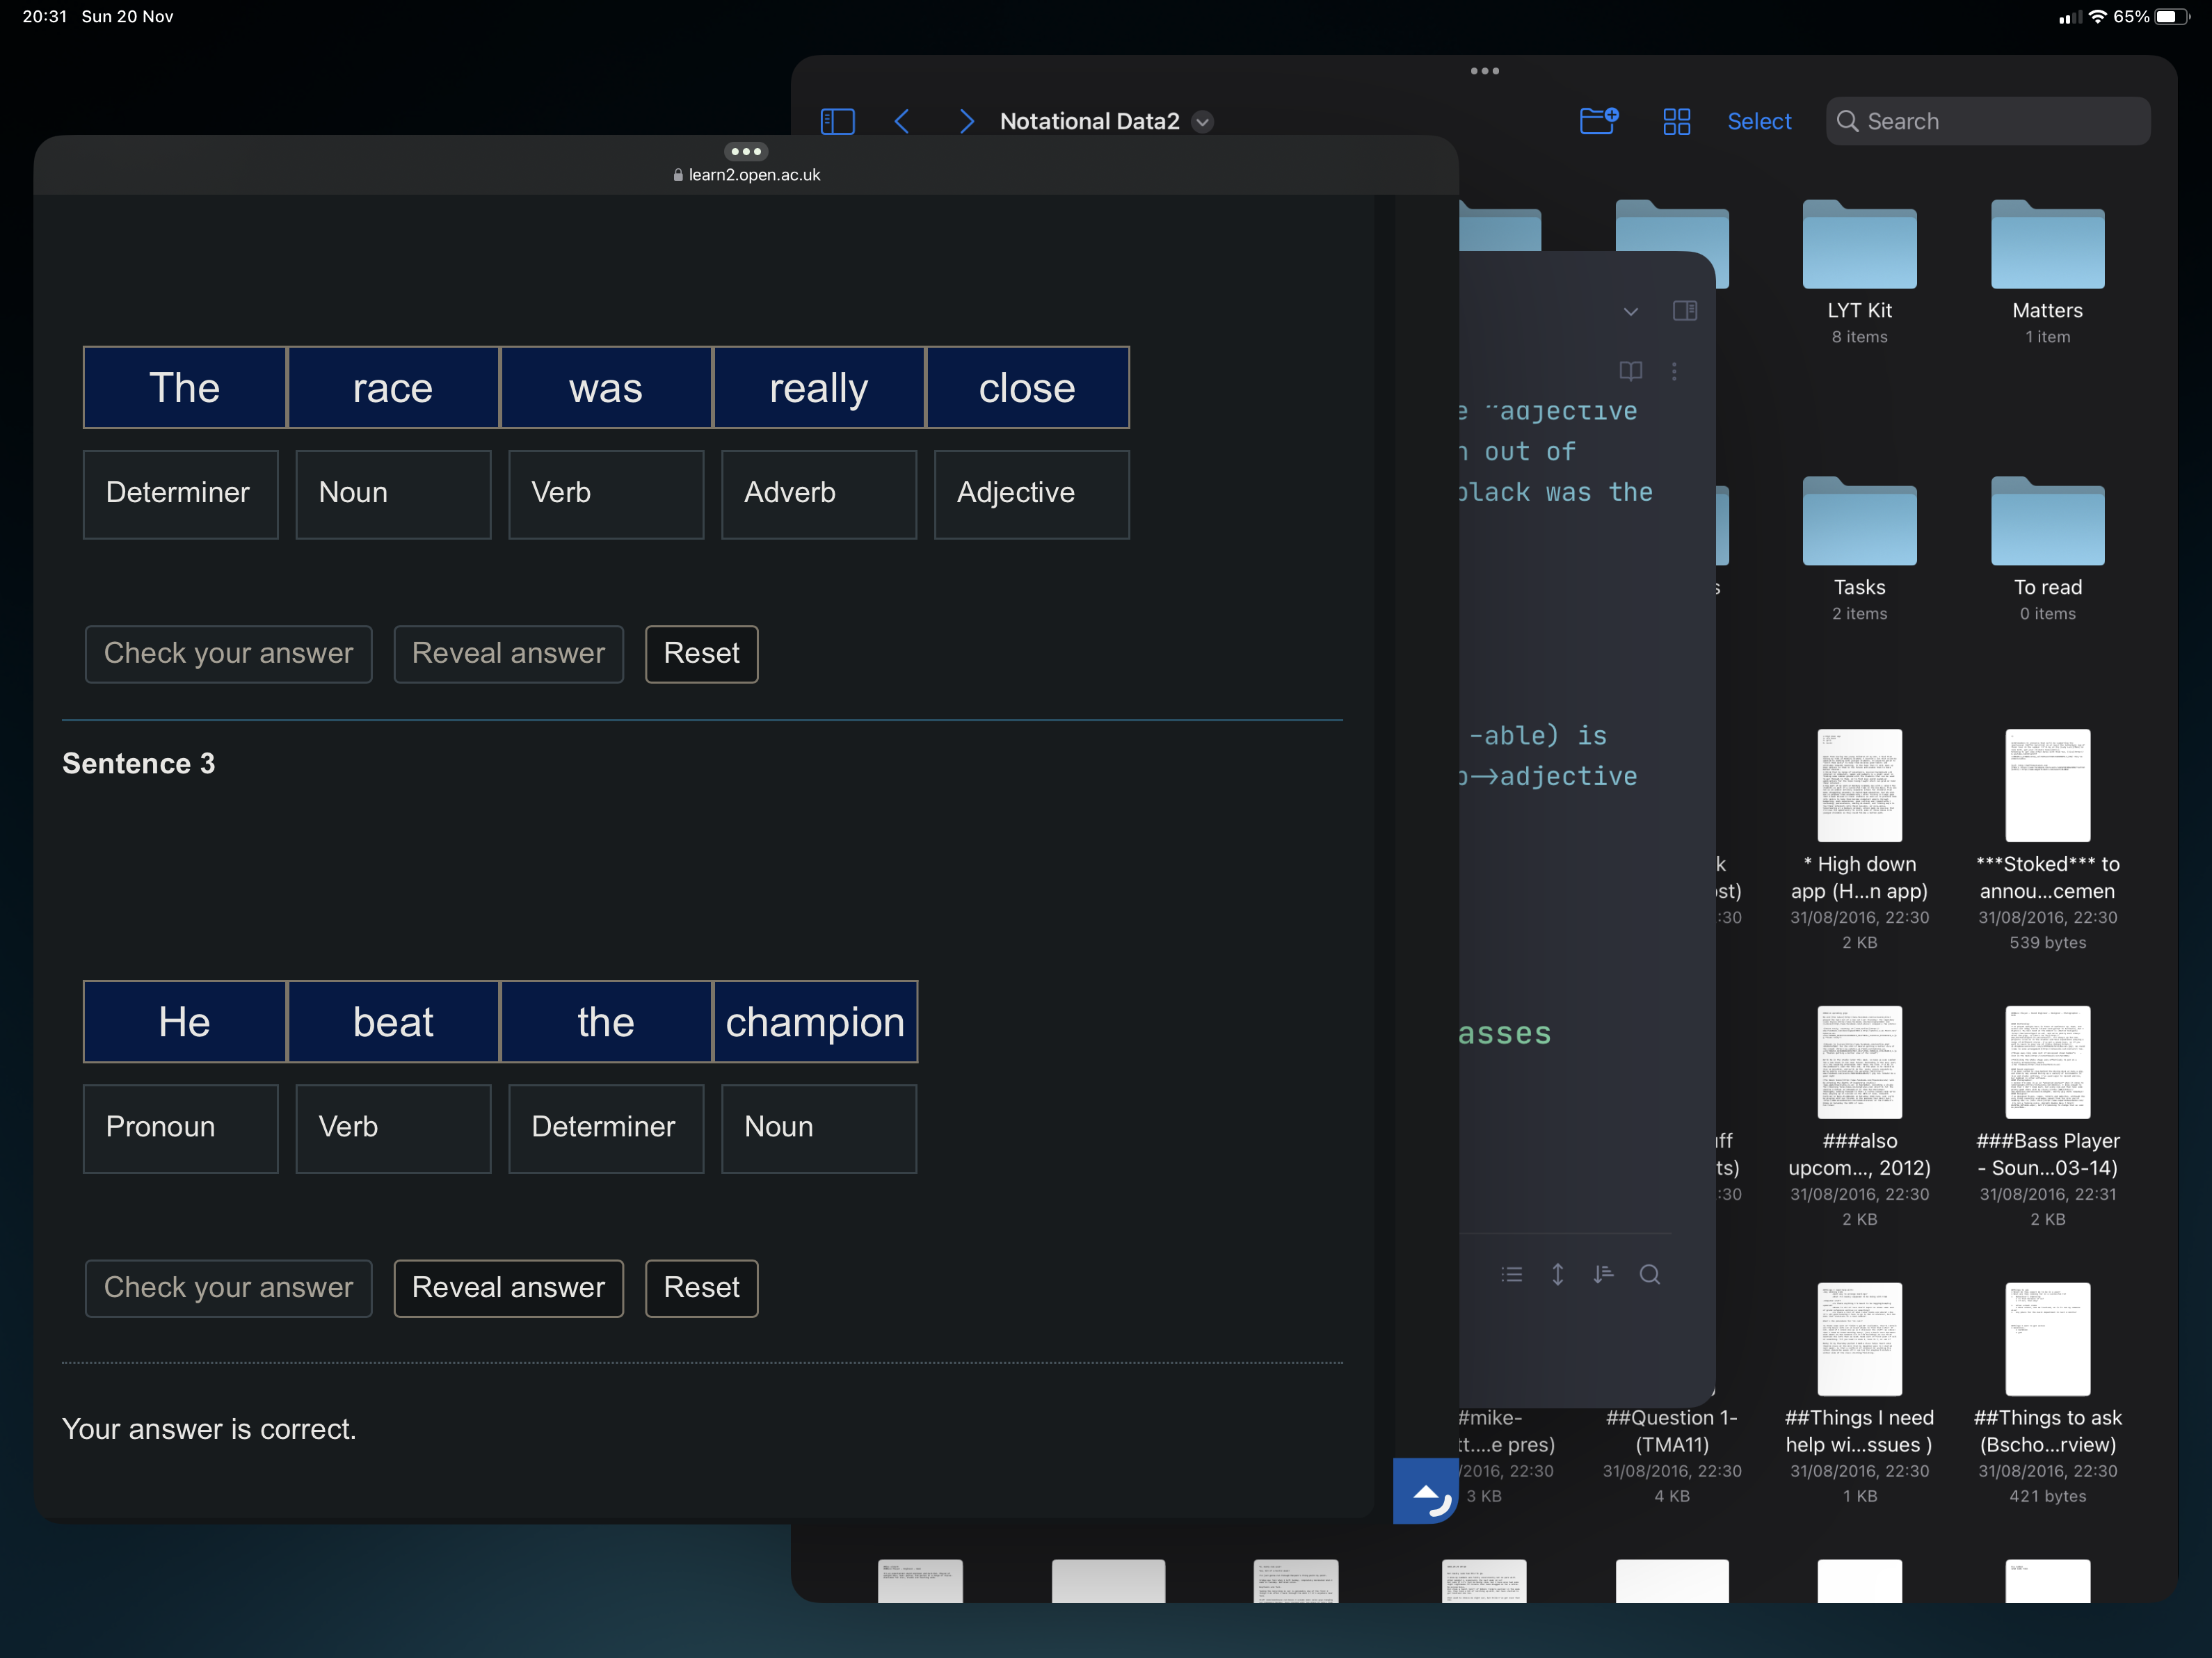 20:31 Sun 20 Nov
65%
Notational Data2
Select
Search
learn2.open.ac.uk
The race was really close
Determiner Noun Verb Adverb Adjective
Check your answer Reveal answer Reset
Sentence 3
He beat the champion
Pronoun Verb Determiner Noun
Check your answer Reveal answer Reset
Your answer is correct.
adjective
out of
was the
-able) is
→adjective
asses
LYT Kit
8 items
Matters
1 item
s
Tasks
2 items
To read
0 items
k
ost)
:30
* High down
app (H...n app)
31/08/2016, 22:30
2 KB
***Stoked*** to
annou...cemen
31/08/2016, 22:30
539 bytes
uff
ts)
:30
###also
upcom..., 2012)
31/08/2016, 22:30
2 KB
###Bass Player
- Soun...03-14)
31/08/2016, 22:31
2 KB
#mike-
tt....e pres)
/2016, 22:30
3 KB
##Question 1-
(TMA11)
31/08/2016, 22:30
4 KB
##Things I need
help wi...ssues )
31/08/2016, 22:30
1 KB
##Things to ask
(Bscho...rview)
31/08/2016, 22:30
421 bytes